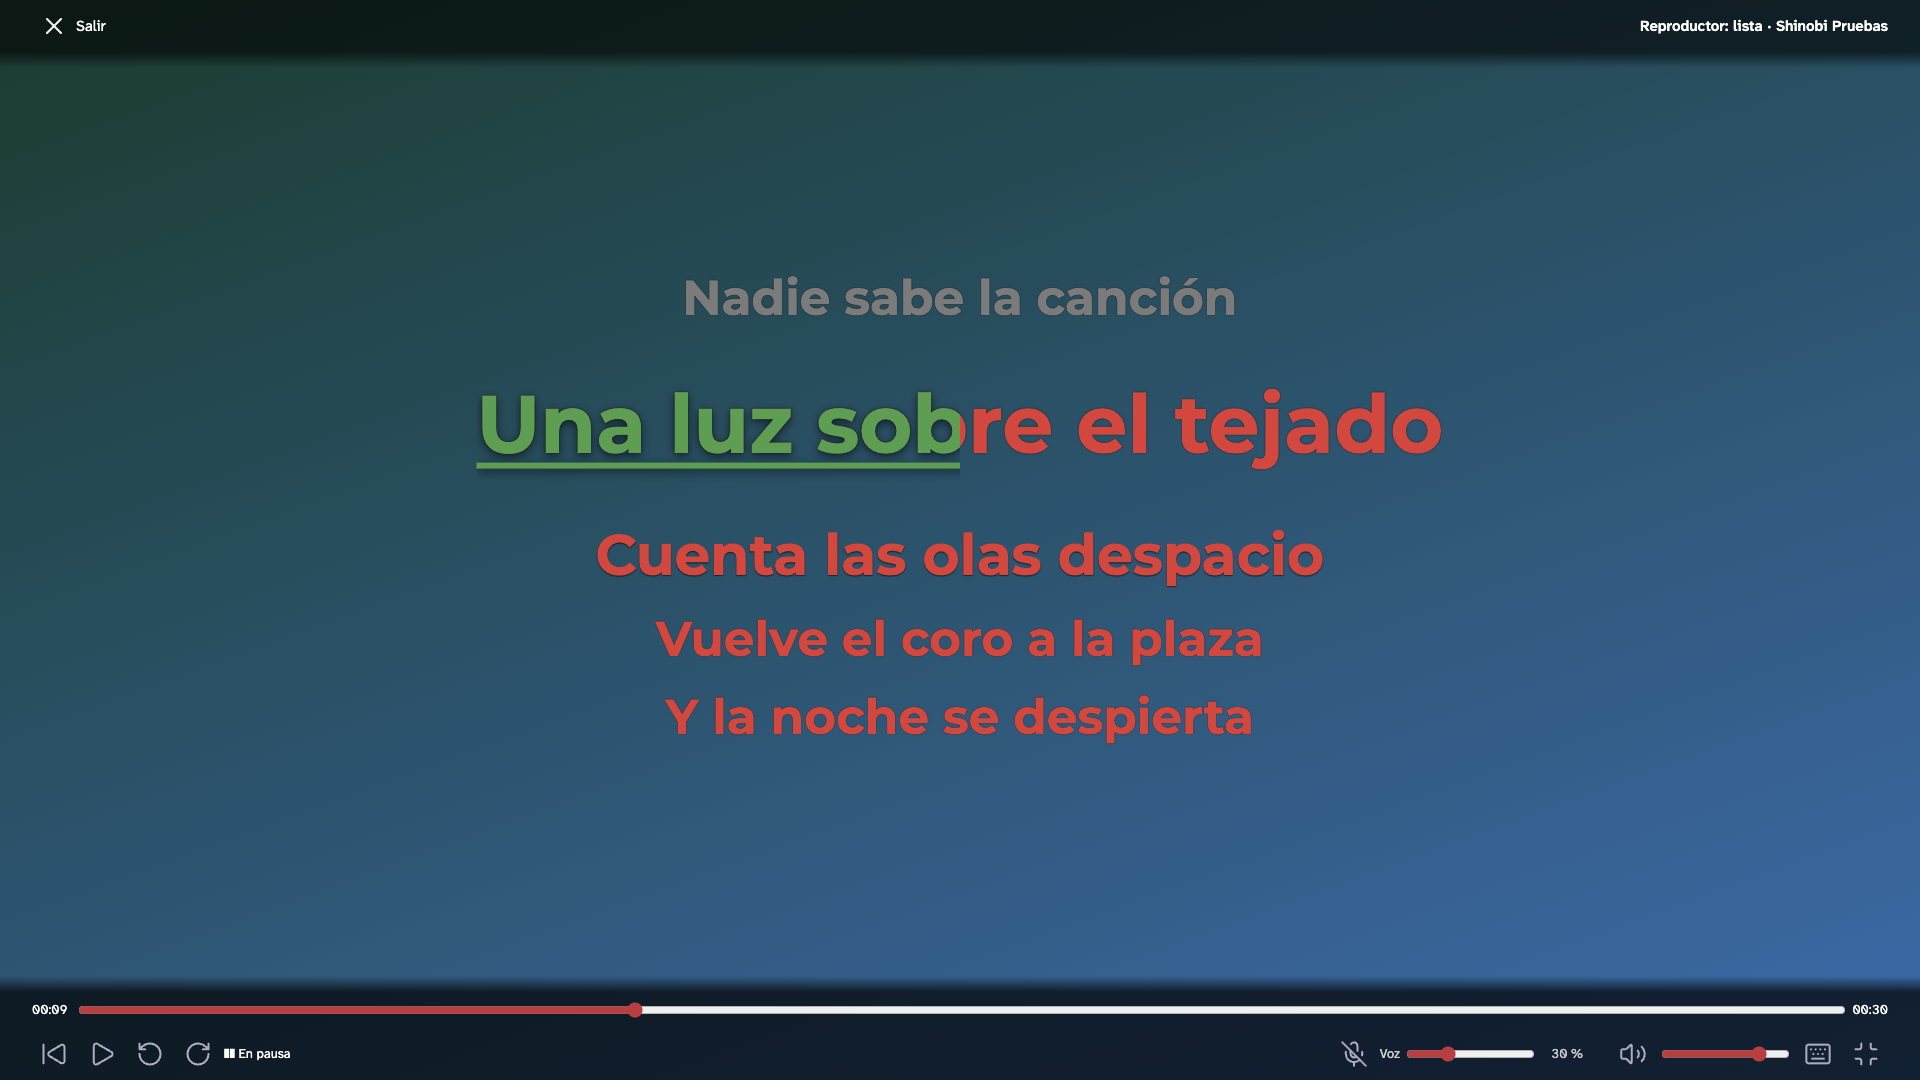 Salir
Reproductor: lista · Shinobi Pruebas
Nadie sabe la canción
Una luz sobre el tejado
Cuenta las olas despacio
Vuelve el coro a la plaza
Y la noche se despierta
00:09
00:30
En pausa
Voz
30 %